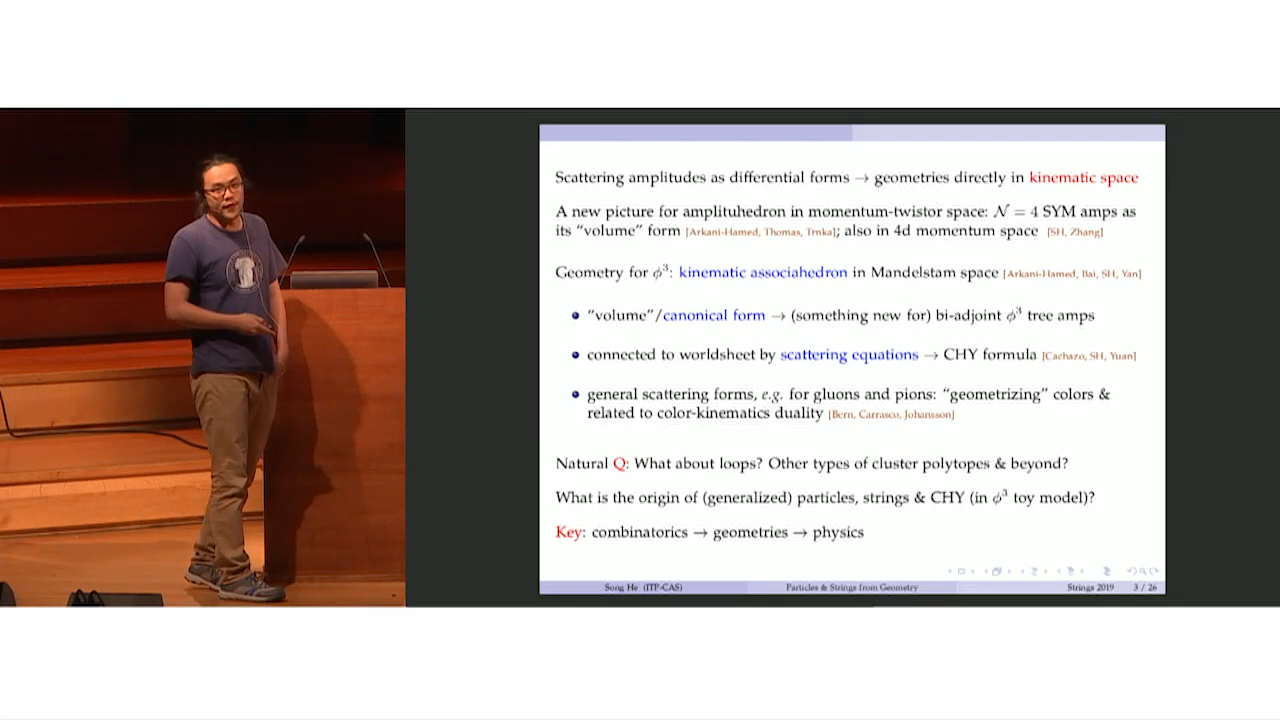 Scattering amplitudes as differential forms → geometries directly in kinematic space
A new picture for amplituhedron in momentum-twistor space: 𝒩 = 4 SYM amps as
its "volume" form [Arkani-Hamed, Thomas, Trnka]; also in 4d momentum space [SH, Zhang]
Geometry for ϕ³: kinematic associahedron in Mandelstam space [Arkani-Hamed, Bai, SH, Yan]
• "volume"/canonical form → (something new for) bi-adjoint ϕ³ tree amps
• connected to worldsheet by scattering equations → CHY formula [Cachazo, SH, Yuan]
• general scattering forms, e.g. for gluons and pions: "geometrizing" colors &
related to color-kinematics duality [Bern, Carrasco, Johansson]
Natural Q: What about loops? Other types of cluster polytopes & beyond?
What is the origin of (generalized) particles, strings & CHY (in ϕ³ toy model)?
Key: combinatorics → geometries → physics
Song He (ITP-CAS) Particles & Strings from Geometry Strings 2019 3 / 26